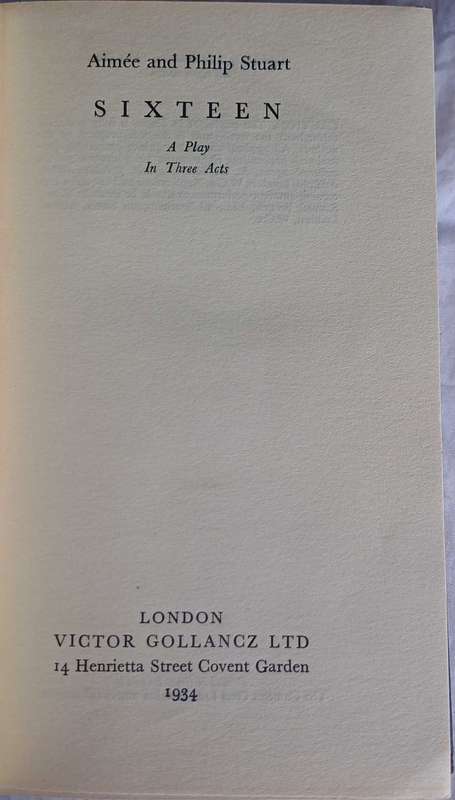 Aimée and Philip Stuart
SIXTEEN
A Play
In Three Acts
LONDON
VICTOR GOLLANCZ LTD
14 Henrietta Street Covent Garden
1934